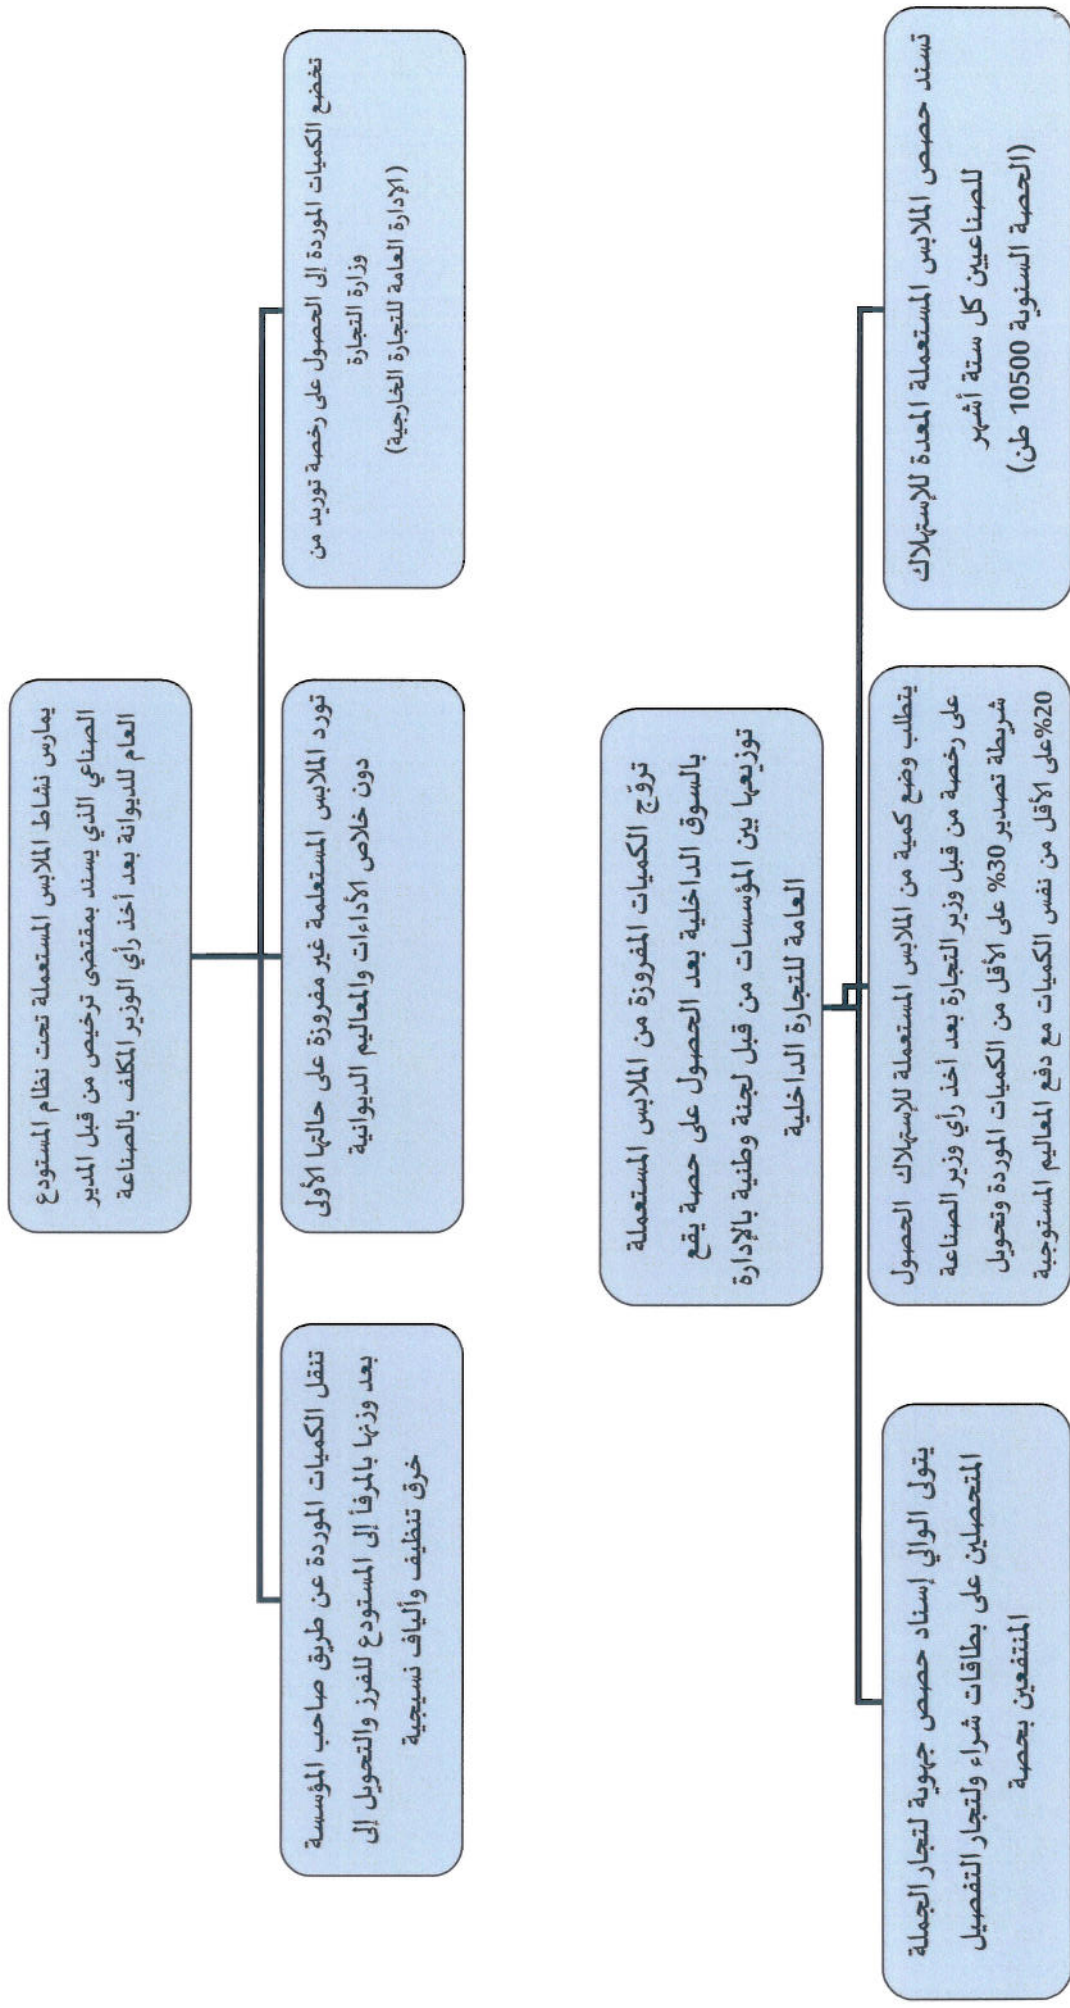 يمارس نشاط الملابس المستعملة تحت نظام المستودع
الصناعي الذي يسند بمقتضى ترخيص من قبل المدير
العام للديوانة بعد أخذ رأي الوزير المكلف بالصناعة
تخضع الكميات الموردة إلى الحصول على رخصة توريد من
وزارة التجارة
(الإدارة العامة للتجارة الخارجية)
تورد الملابس المستعلمة غير مفروزة على حالتها الأولى
دون خلاص الأداءات والمعاليم الديوانية
تنقل الكميات الموردة عن طريق صاحب المؤسسة
بعد وزنها بالمرفأ إلى المستودع للفرز والتحويل إلى
خرق تنظيف وألياف نسيجية
تروّج الكميات المفروزة من الملابس المستعملة
بالسوق الداخلية بعد الحصول على حصة يقع
توزيعها بين المؤسسات من قبل لجنة وطنية بالإدارة
العامة للتجارة الداخلية
تسند حصص الملابس المستعملة المعدة للإستهلاك
للصناعيين كل ستة أشهر
(الحصة السنوية 10500 طن)
يتطلب وضع كمية من الملابس المستعملة للإستهلاك الحصول
على رخصة من قبل وزير التجارة بعد أخذ رأي وزير الصناعة
شريطة تصدير 30% على الأقل من الكميات الموردة وتحويل
20%على الأقل من نفس الكميات مع دفع المعاليم المستوجبة
يتولى الوالي إسناد حصص جهوية لتجار الجملة
المتحصلين على بطاقات شراء ولتجار التفصيل
المنتفعين بحصة